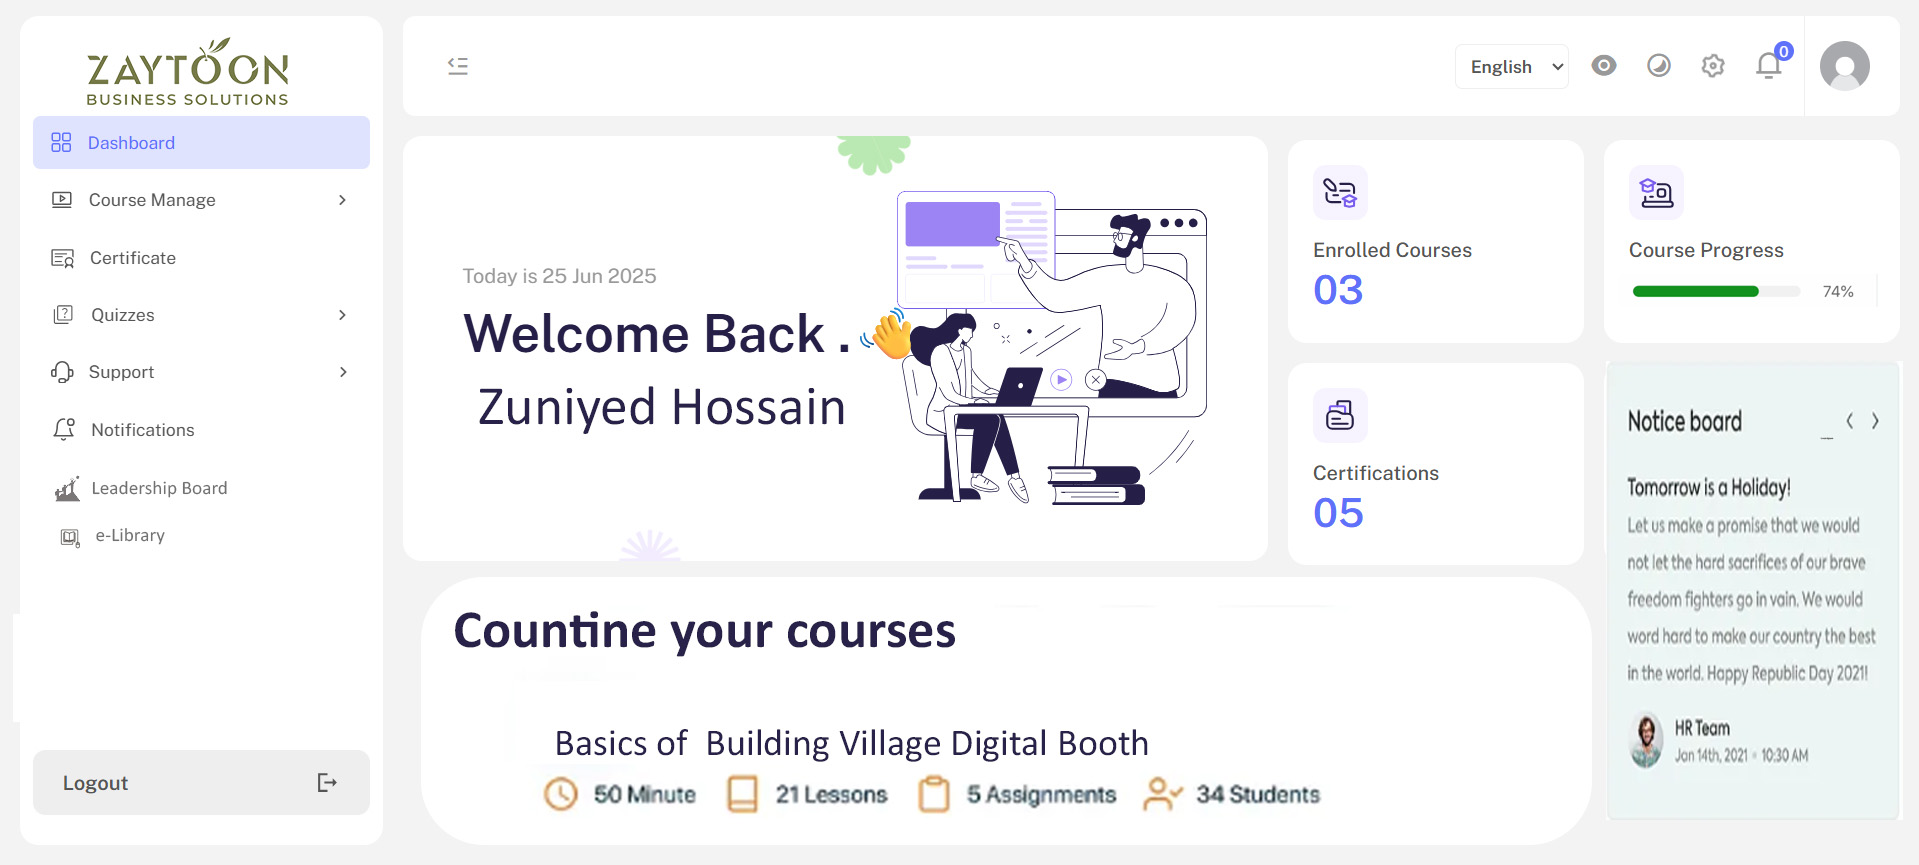 ZAYTOON
BUSINESS SOLUTIONS
Dashboard
Course Manage
Certificate
Quizzes
Support
Notifications
Leadership Board
e-Library
Logout
English
0
Today is 25 Jun 2025
Welcome Back .
Zuniyed Hossain
Enrolled Courses
03
Course Progress
74%
Certifications
05
Notice board
Tomorrow is a Holiday!
Let us make a promise that we would
not let the hard sacrifices of our brave
freedom fighters go in vain. We would
word hard to make our country the best
in the world. Happy Republic Day 2021!
HR Team
Jan 14th, 2021 • 10:30 AM
Countine your courses
Basics of  Building Village Digital Booth
50 Minute
21 Lessons
5 Assignments
34 Students